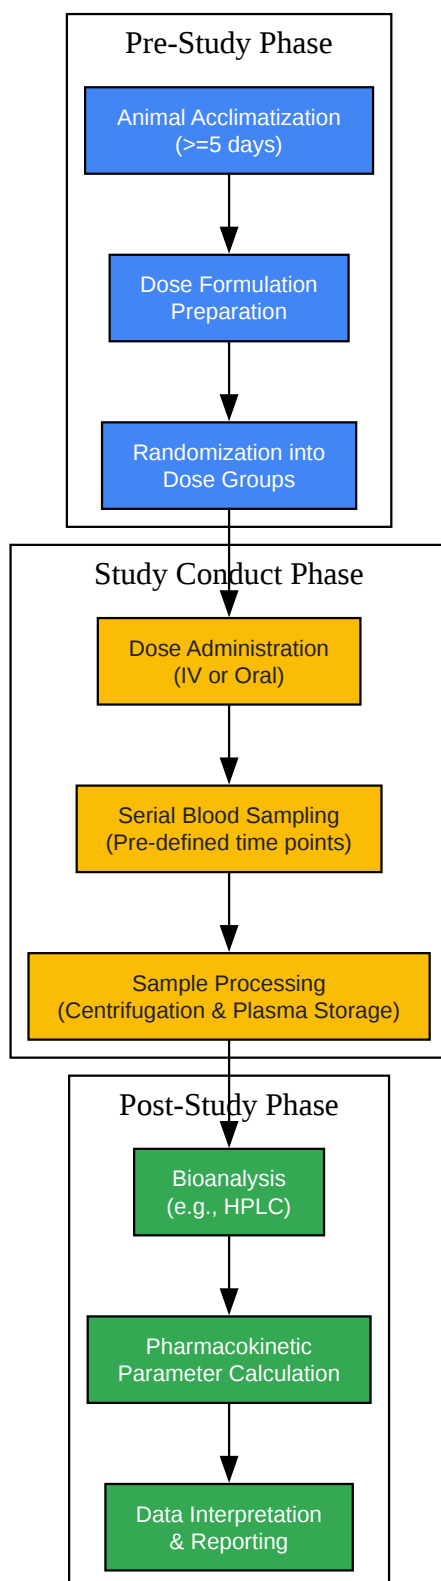 Pre-Study Phase
Animal Acclimatization
(>=5 days)
Dose Formulation
Preparation
Randomization into
Dose Groups
Study Conduct Phase
Dose Administration
(IV or Oral)
Serial Blood Sampling
(Pre-defined time points)
Sample Processing
(Centrifugation & Plasma Storage)
Post-Study Phase
Bioanalysis
(e.g., HPLC)
Pharmacokinetic
Parameter Calculation
Data Interpretation
& Reporting